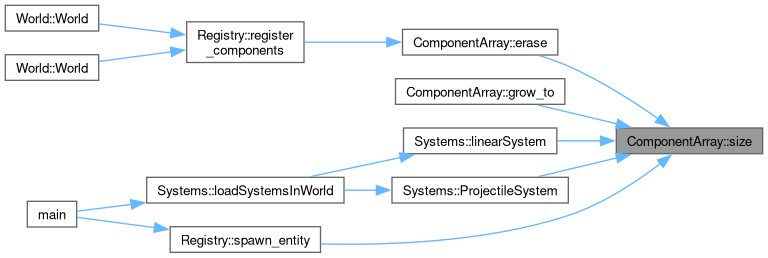 World::World
Registry::register
_components
ComponentArray::erase
World::World
ComponentArray::grow_to
Systems::linearSystem
ComponentArray::size
Systems::loadSystemsInWorld
Systems::ProjectileSystem
main
Registry::spawn_entity